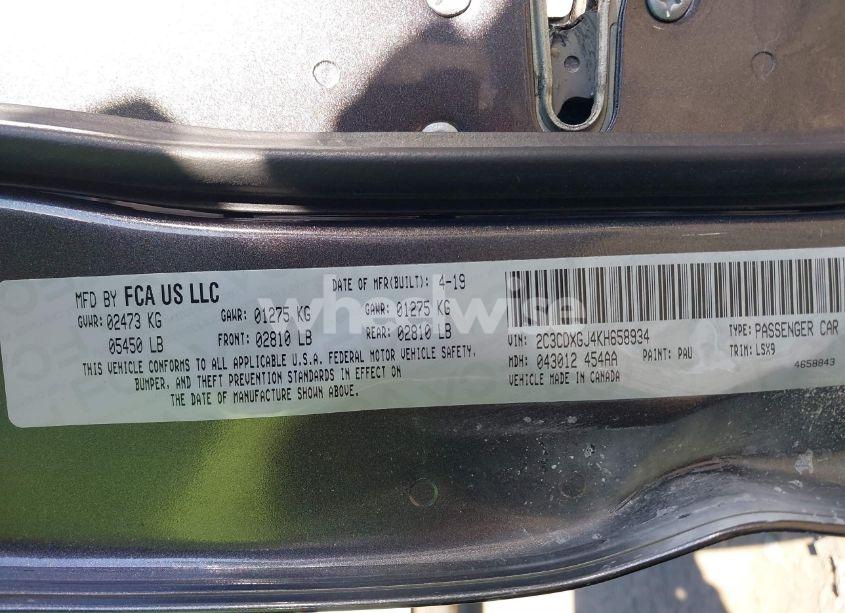 MFD BY FCA US LLC
DATE OF MFR(BUILT): 4-19
GVWR: 02473 KG
GAWR: 01275 KG
GAWR: 01275 KG
05450 LB
FRONT: 02810 LB
REAR: 02810 LB
THIS VEHICLE CONFORMS TO ALL APPLICABLE U.S.A. FEDERAL MOTOR VEHICLE SAFETY,
BUMPER, AND THEFT PREVENTION STANDARDS IN EFFECT ON
THE DATE OF MANUFACTURE SHOWN ABOVE.
VIN: 2C3CDXGJ4KH658934
TYPE: PASSENGER CAR
MDH: 043012 454AA
PAINT: PAU
TRIM: LSX9
VEHICLE MADE IN CANADA
4658843
wheelwise